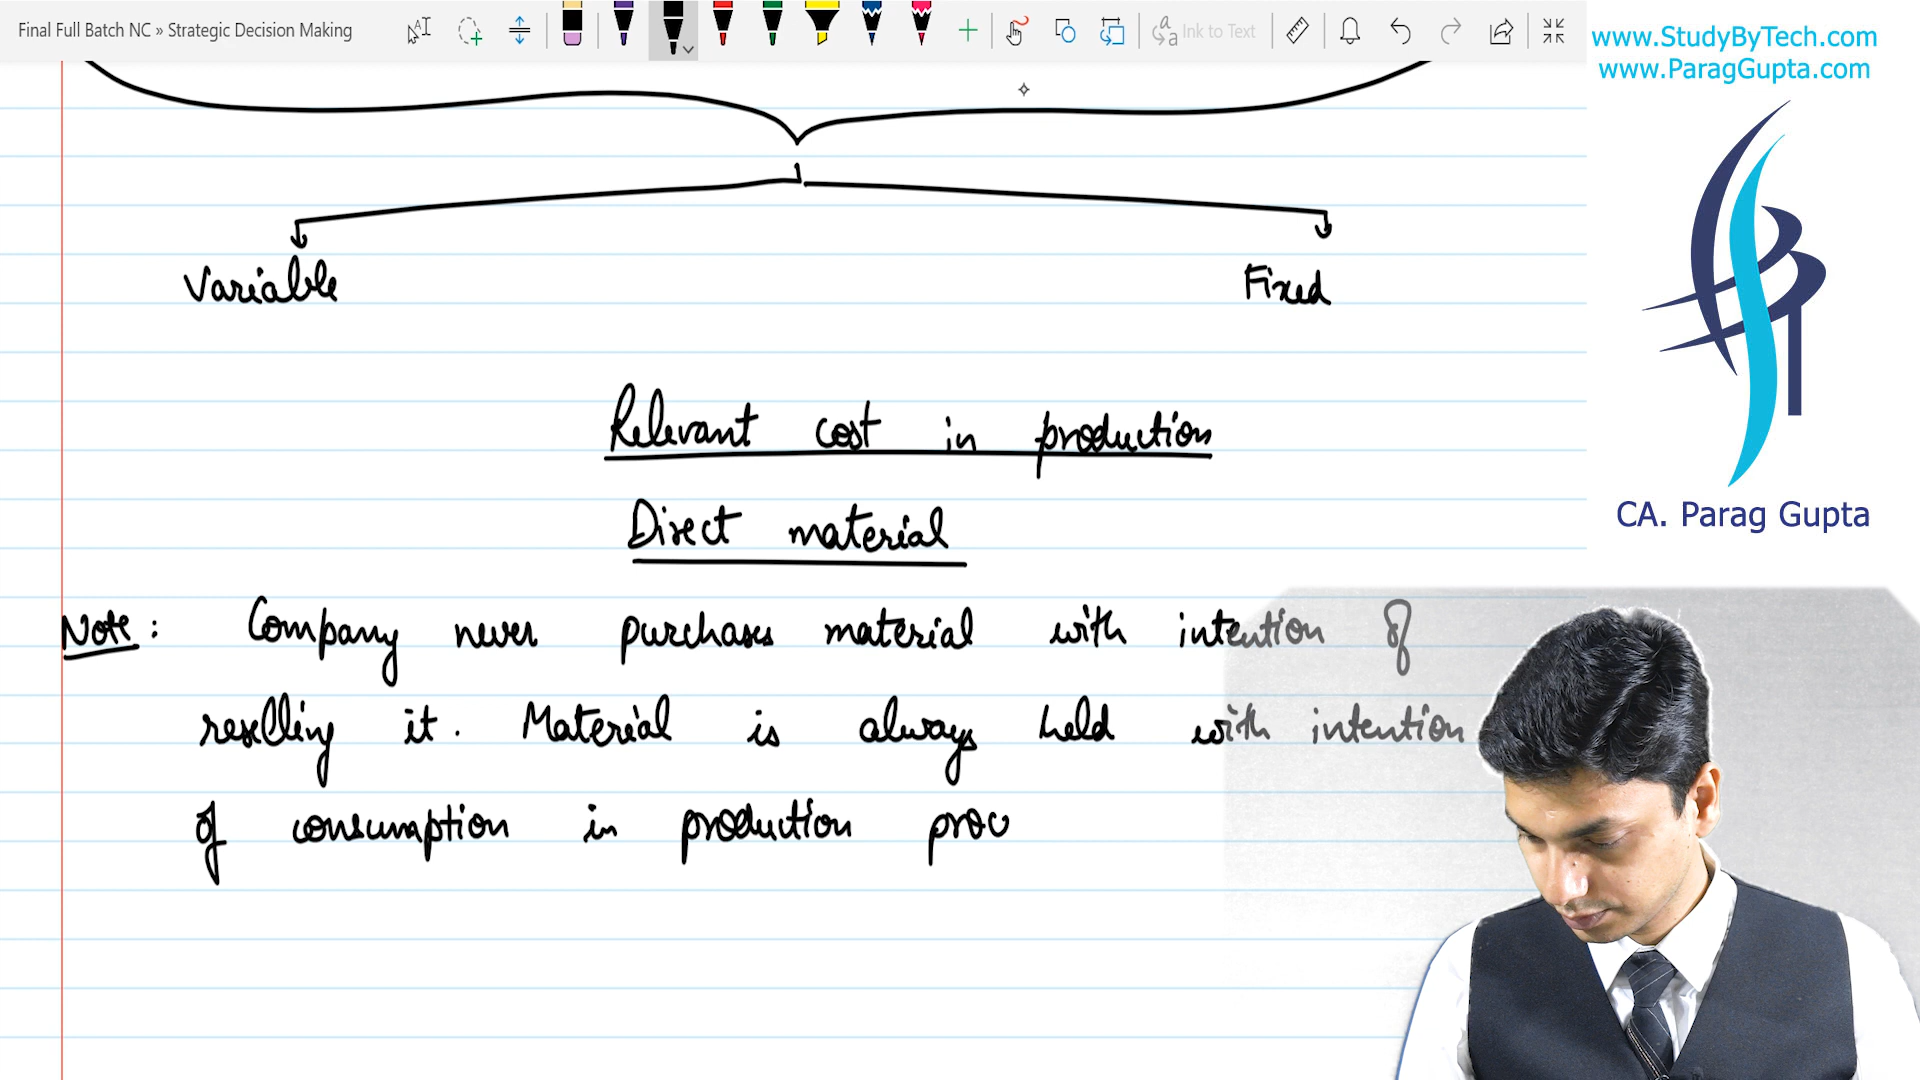 Final Full Batch NC » Strategic Decision Making
Ink to Text
www.StudyByTech.com
www.ParagGupta.com
Variable
Fixed
Relevant cost in production
CA. Parag Gupta
Direct material
Note : Company never purchases material with intention of
reselling it. Material is always held with intention
of consumption in production proc